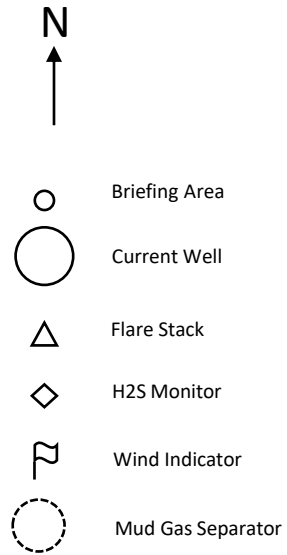 N
Briefing Area
Current Well
Flare Stack
H2S Monitor
Wind Indicator
Mud Gas Separator